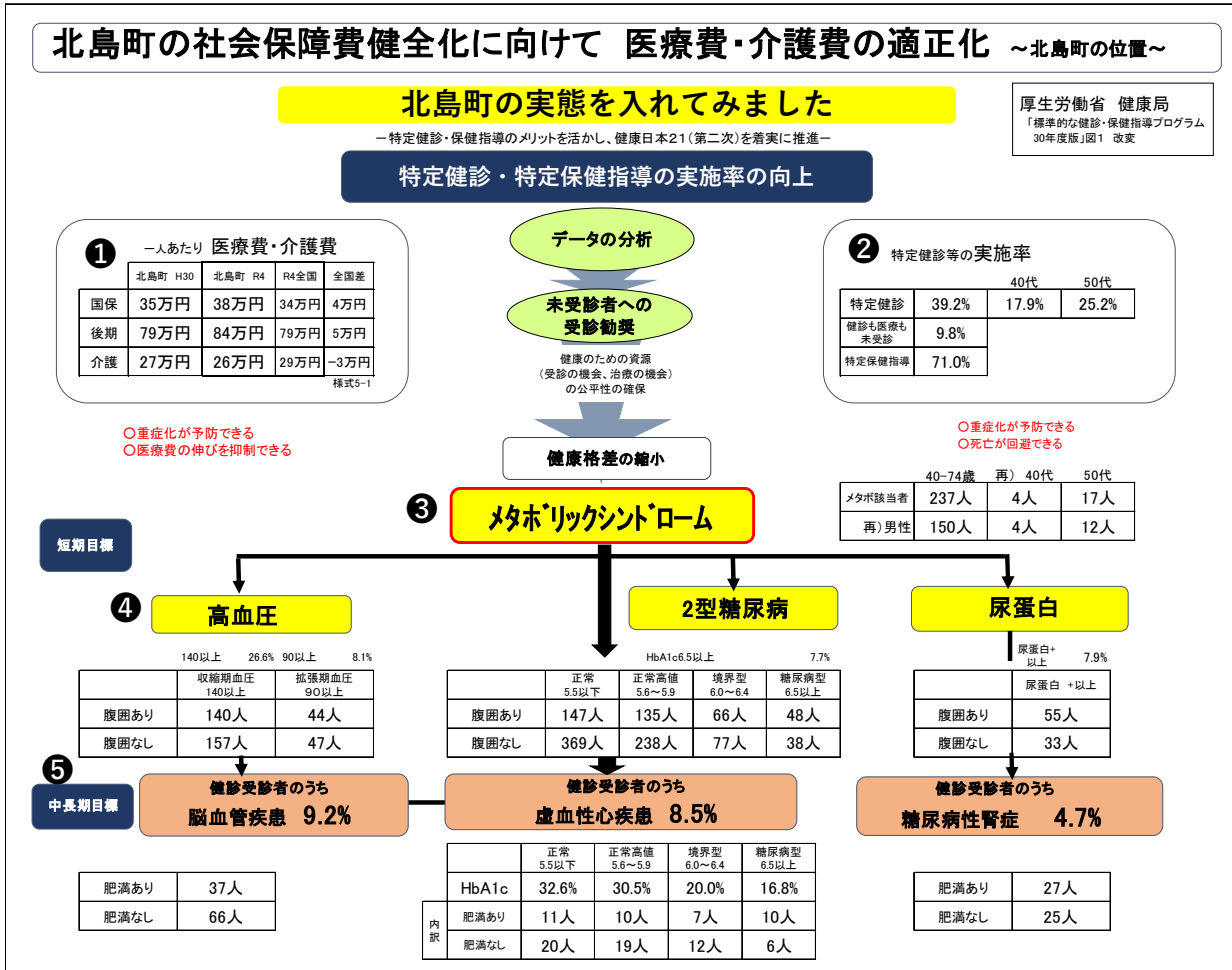 北島町の社会保障費健全化に向けて 医療費・介護費の適正化 ～北島町の位置～
北島町の実態を入れてみました
厚生労働省 健康局
「標準的な健診・保健指導プログラム
30年度版」図1 改変
－特定健診・保健指導のメリットを活かし、健康日本２１(第二次)を着実に推進－
特定健診・特定保健指導の実施率の向上
❶ 一人あたり 医療費・介護費
北島町 H30 北島町 R4 R4全国 全国差
国保 35万円 38万円 34万円 4万円
後期 79万円 84万円 79万円 5万円
介護 27万円 26万円 29万円 −3万円
様式5-1
〇重症化が予防できる
〇医療費の伸びを抑制できる
データの分析
未受診者への
受診勧奨
健康のための資源
(受診の機会、治療の機会)
の公平性の確保
健康格差の縮小
❷ 特定健診等の実施率
40代 50代
特定健診 39.2% 17.9% 25.2%
健診も医療も
未受診 9.8%
特定保健指導 71.0%
〇重症化が予防できる
〇死亡が回避できる
40-74歳 再) 40代 50代
メタボ該当者 237人 4人 17人
再)男性 150人 4人 12人
❸ メタボリックシンドローム
短期目標
❹ 高血圧
2型糖尿病
尿蛋白
140以上 26.6% 90以上 8.1%
収縮期血圧
140以上
拡張期血圧
９０以上
腹囲あり 140人 44人
腹囲なし 157人 47人
HbA1c6.5以上 7.7%
正常
5.5以下
正常高値
5.6～5.9
境界型
6.0～6.4
糖尿病型
6.5以上
腹囲あり 147人 135人 66人 48人
腹囲なし 369人 238人 77人 38人
尿蛋白+
以上 7.9%
尿蛋白 +以上
腹囲あり 55人
腹囲なし 33人
❺
中長期目標
健診受診者のうち
脳血管疾患 9.2%
健診受診者のうち
虚血性心疾患 8.5%
健診受診者のうち
糖尿病性腎症 4.7%
肥満あり 37人
肥満なし 66人
正常
5.5以下
正常高値
5.6～5.9
境界型
6.0～6.4
糖尿病型
6.5以上
HbA1c 32.6% 30.5% 20.0% 16.8%
内訳
肥満あり 11人 10人 7人 10人
肥満なし 20人 19人 12人 6人
肥満あり 27人
肥満なし 25人